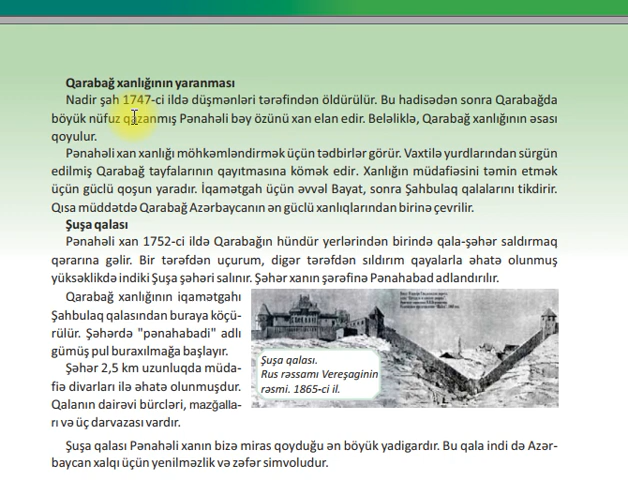 Qarabağ xanlığının yaranması
Nadir şah 1747-ci ildə düşmənləri tərəfindən öldürülür. Bu hadisədən sonra Qarabağda
böyük nüfuz qazanmış Pənahəli bəy özünü xan elan edir. Beləliklə, Qarabağ xanlığının əsası
qoyulur.
Pənahəli xan xanlığı möhkəmləndirmək üçün tədbirlər görür. Vaxtilə yurdlarından sürgün
edilmiş Qarabağ tayfalarının qayıtmasına kömək edir. Xanlığın müdafiəsini təmin etmək
üçün güclü qoşun yaradır. İqamətgah üçün əvvəl Bayat, sonra Şahbulaq qalalarını tikdirir.
Qısa müddətdə Qarabağ Azərbaycanın ən güclü xanlıqlarından birinə çevrilir.
Şuşa qalası
Pənahəli xan 1752-ci ildə Qarabağın hündür yerlərindən birində qala-şəhər saldırmaq
qərarına gəlir. Bir tərəfdən uçurum, digər tərəfdən sıldırım qayalarla əhatə olunmuş
yüksəklikdə indiki Şuşa şəhəri salınır. Şəhər xanın şərəfinə Pənahabad adlandırılır.
Qarabağ xanlığının iqamətgahı
Şahbulaq qalasından buraya köçü-
rülür. Şəhərdə "pənahabadi" adlı
gümüş pul buraxılmağa başlayır.
Şəhər 2,5 km uzunluqda müda-
fiə divarları ilə əhatə olunmuşdur.
Qalanın dairəvi bürcləri, mazğalla-
rı və üç darvazası vardır.
Şuşa qalası.
Rus rəssamı Vereşaginin
rəsmi. 1865-ci il.
Şuşa qalası Pənahəli xanın bizə miras qoyduğu ən böyük yadigardır. Bu qala indi də Azər-
baycan xalqı üçün yenilməzlik və zəfər simvoludur.